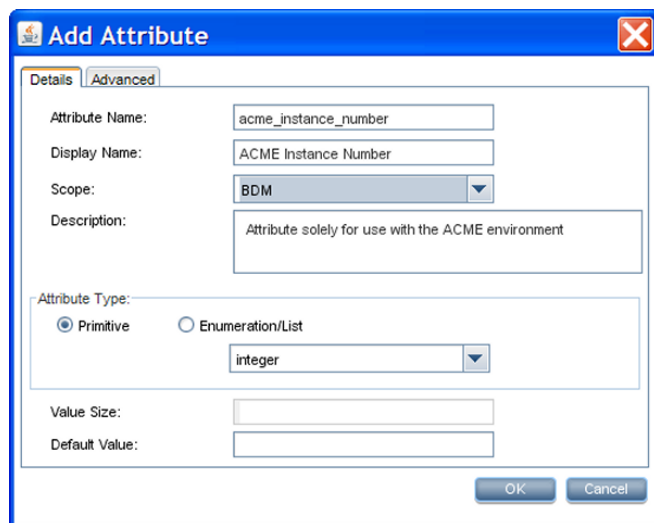 Add Attribute
Details Advanced
Attribute Name: acme_instance_number
Display Name: ACME Instance Number
Scope: BDM
Description: Attribute solely for use with the ACME environment
Attribute Type:
Primitive Enumeration/List
integer
Value Size:
Default Value:
OK Cancel